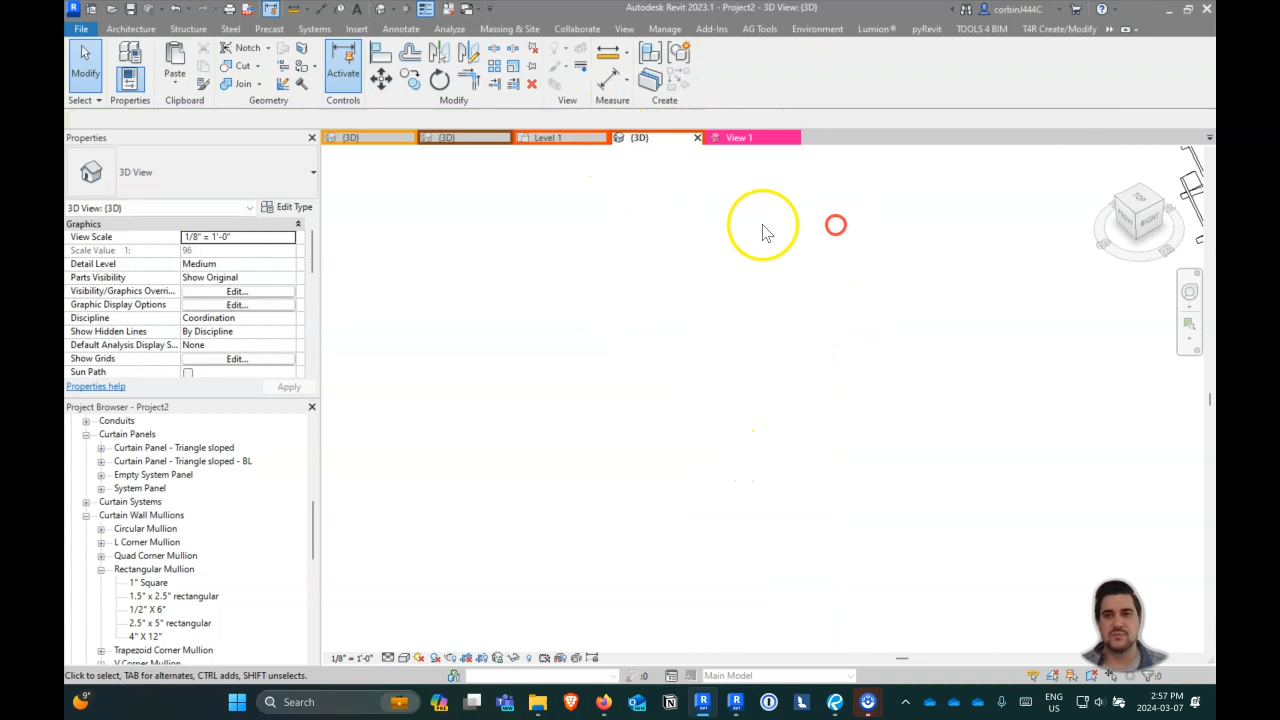 Autodesk Revit 2023.1 - Project2 - 3D View: {3D}
corbinJ444C
File Architecture Structure Steel Precast Systems Insert Annotate Analyze Massing & Site Collaborate View Manage Add-Ins AG Tools Environment Lumion® pyRevit TOOLS 4 BIM T4R Create/Modify
Modify
Paste
Notch
Cut
Join
Activate
Select Properties Clipboard Geometry Controls Modify View Measure Create
Properties
{3D} {3D} Level 1 {3D} View 1
3D View
3D View: {3D} Edit Type
Graphics
View Scale 1/8" = 1'-0"
Scale Value 1: 96
Detail Level Medium
Parts Visibility Show Original
Visibility/Graphics Overri... Edit...
Graphic Display Options Edit...
Discipline Coordination
Show Hidden Lines By Discipline
Default Analysis Display S... None
Show Grids Edit...
Sun Path
Properties help Apply
TOP
FRONT
RIGHT
Project Browser - Project2
Conduits
Curtain Panels
Curtain Panel - Triangle sloped
Curtain Panel - Triangle sloped - BL
Empty System Panel
System Panel
Curtain Systems
Curtain Wall Mullions
Circular Mullion
L Corner Mullion
Quad Corner Mullion
Rectangular Mullion
1" Square
1.5" x 2.5" rectangular
1/2" X 6"
2.5" x 5" rectangular
4" X 12"
Trapezoid Corner Mullion
V Corner Mullion
1/8" = 1'-0"
Click to select, TAB for alternates, CTRL adds, SHIFT unselects.
:0
Main Model
:0
9°
Search
ENG
US
2:57 PM
2024-03-07